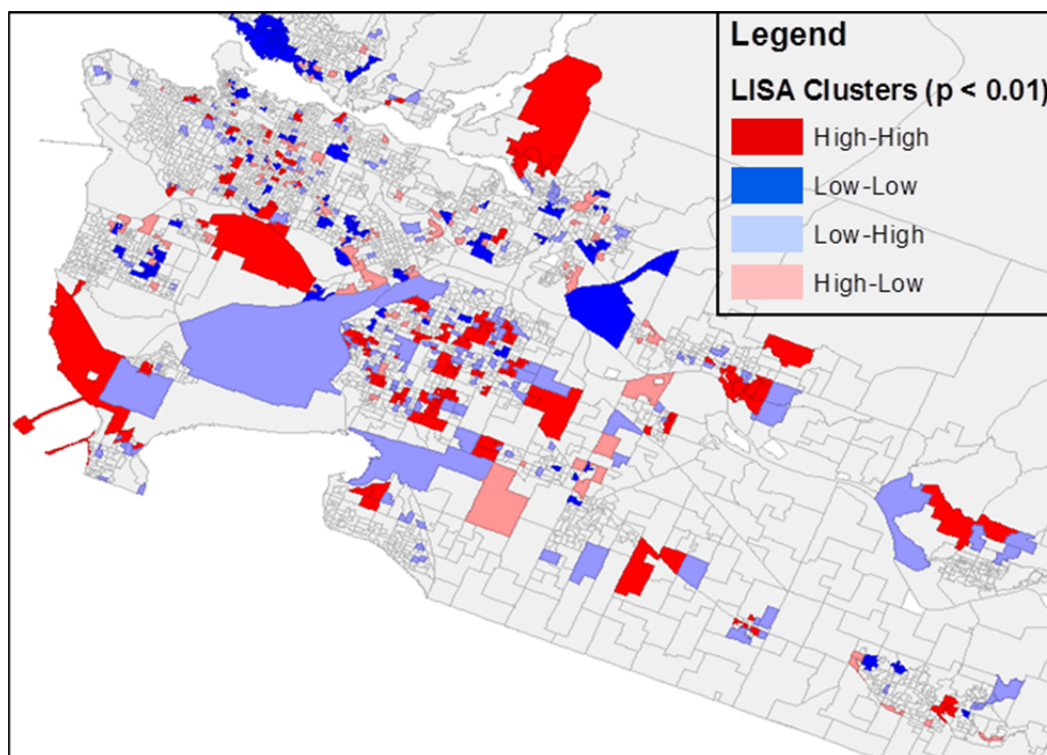 Legend
LISA Clusters (p < 0.01)
High-High
Low-Low
Low-High
High-Low